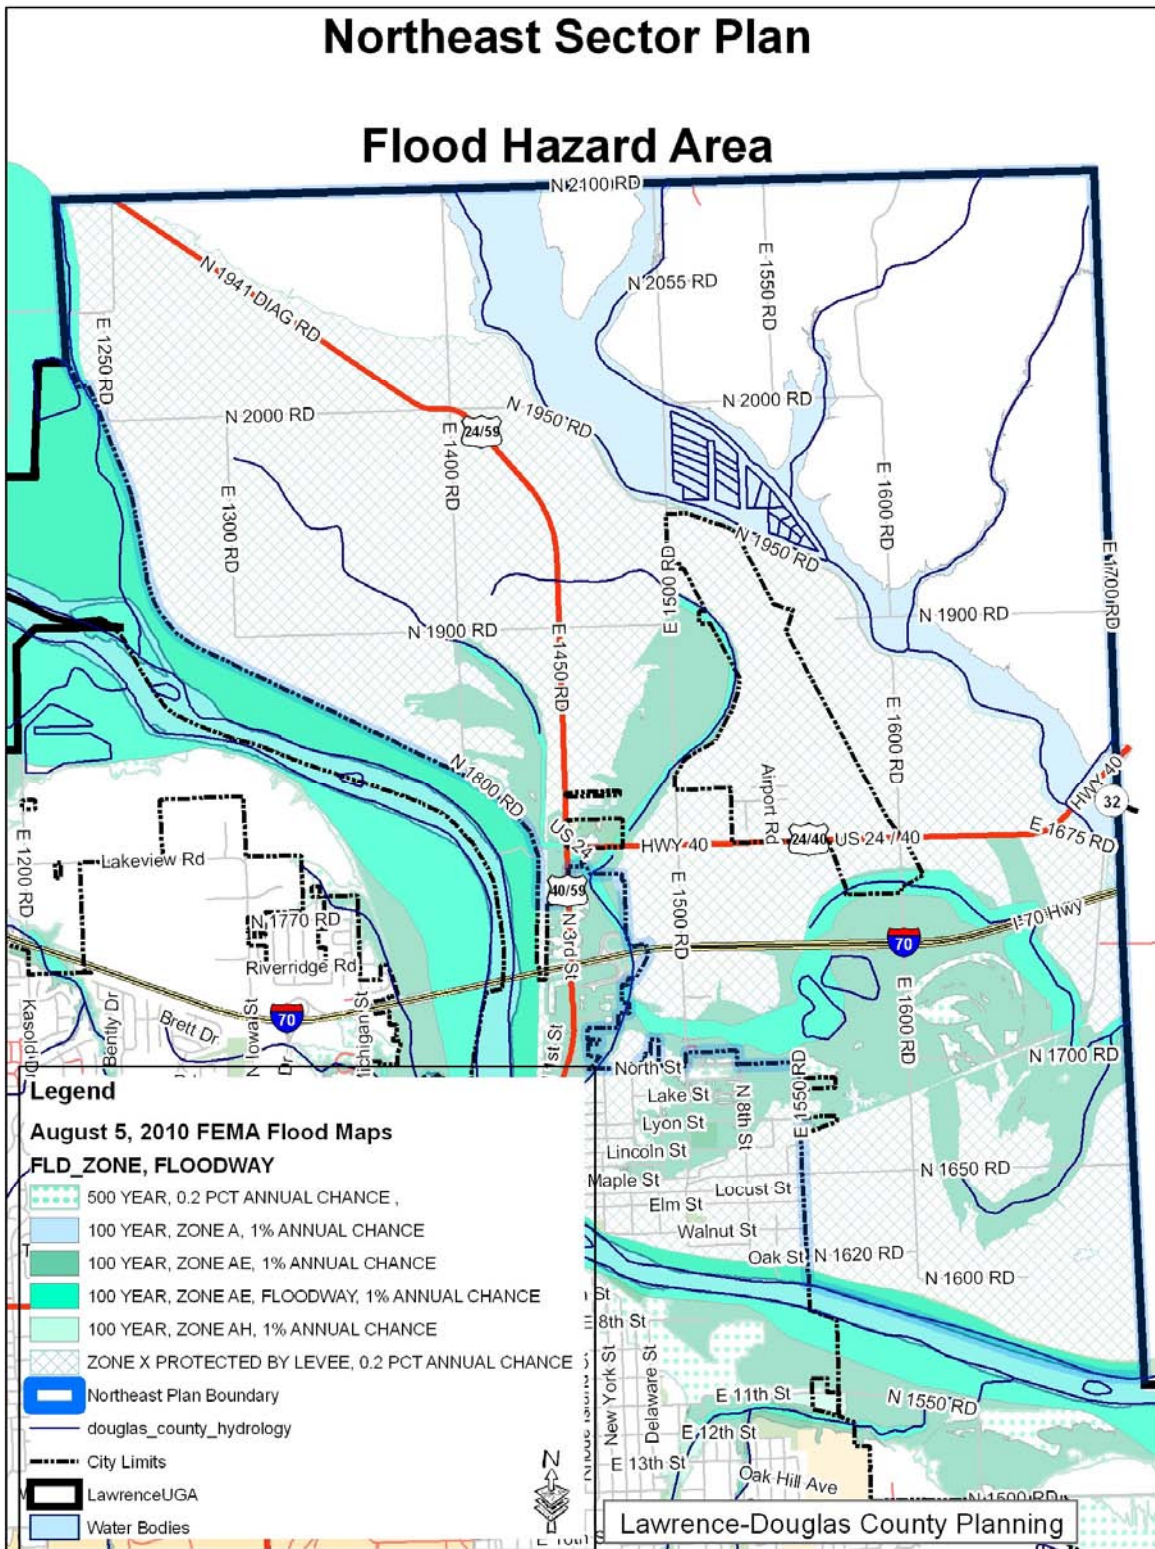 Northeast Sector Plan
Flood Hazard Area
N 2100 RD
N 1941 DIAG RD
N 2055 RD
E 1550 RD
E 1250 RD
N 2000 RD
24/59
N 1950 RD
N 2000 RD
E 1400 RD
E 1300 RD
E 1600 RD
N 1950 RD
E 1500 RD
E 1700 RD
N 1900 RD
N 1900 RD
E 1450 RD
N 1800 RD
E 1600 RD
Airport Rd
HWY 40
32
US 24
HWY 40
24/40
US 24 / 40
E 1675 RD
E 1200 RD
Lakeview Rd
40/59
N 1770 RD
N 3rd St
E 1500 RD
I-70 Hwy
70
Riverridge Rd
E 1600 RD
Kasold Dr
Bently Dr
Brett Dr
N Iowa St
70
Michigan St
1st St
North St
E 1550 RD
N 1700 RD
Lake St
N 8th St
Lyon St
Lincoln St
N 1650 RD
Maple St
Locust St
Elm St
Walnut St
Oak St
N 1620 RD
N 1600 RD
E 8th St
New York St
Delaware St
E 11th St
N 1550 RD
E 12th St
E 13th St
Oak Hill Ave
N 1500 RD
Legend
August 5, 2010 FEMA Flood Maps
FLD_ZONE, FLOODWAY
500 YEAR, 0.2 PCT ANNUAL CHANCE ,
100 YEAR, ZONE A, 1% ANNUAL CHANCE
100 YEAR, ZONE AE, 1% ANNUAL CHANCE
100 YEAR, ZONE AE, FLOODWAY, 1% ANNUAL CHANCE
100 YEAR, ZONE AH, 1% ANNUAL CHANCE
ZONE X PROTECTED BY LEVEE, 0.2 PCT ANNUAL CHANCE
Northeast Plan Boundary
douglas_county_hydrology
City Limits
LawrenceUGA
Water Bodies
N
Lawrence-Douglas County Planning